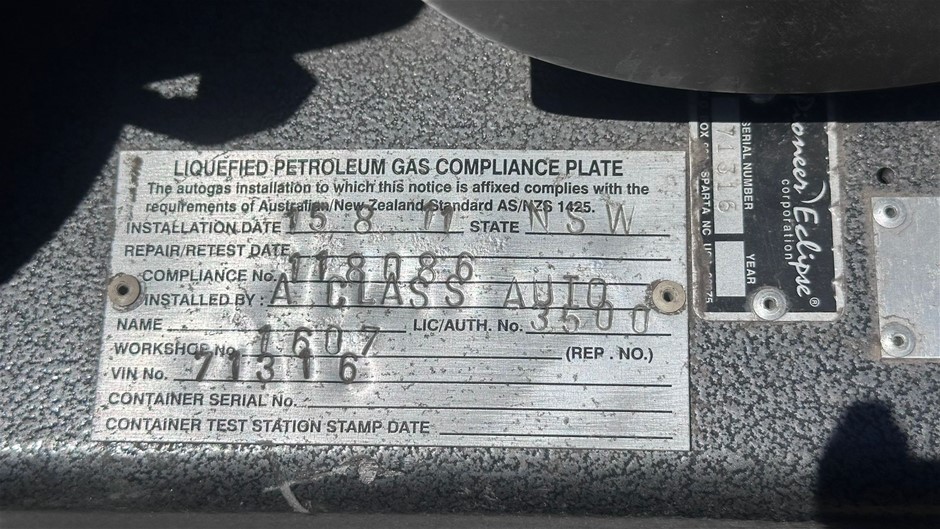 LIQUEFIED PETROLEUM GAS COMPLIANCE PLATE
The autogas installation to which this notice is affixed complies with the
requirements of Australian/New Zealand Standard AS/NZS 1425.
INSTALLATION DATE 15 8 11 STATE NSW
REPAIR/RETEST DATE
COMPLIANCE No. 118086
INSTALLED BY: A CLASS AUTO
NAME LIC/AUTH. No. 3500
WORKSHOP No. 1607 (REP. NO.)
VIN No. 71316
CONTAINER SERIAL No.
CONTAINER TEST STATION STAMP DATE
Pioneer Eclipse®
corporation
SERIAL NUMBER YEAR
71316
SPARTA NC